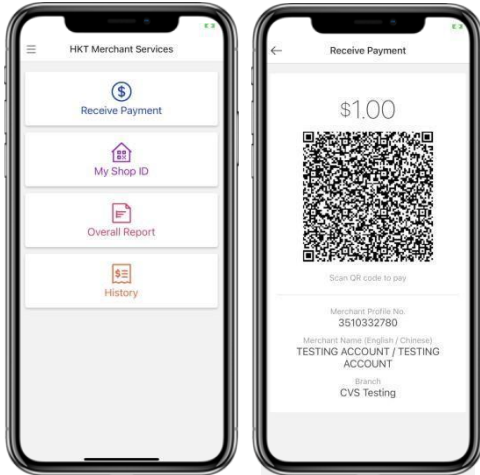 HKT Merchant Services
Receive Payment
My Shop ID
Overall Report
History
Receive Payment
$1.00
Scan QR code to pay
Merchant Profile No.
3510332780
Merchant Name (English / Chinese)
TESTING ACCOUNT / TESTING
ACCOUNT
Branch
CVS Testing